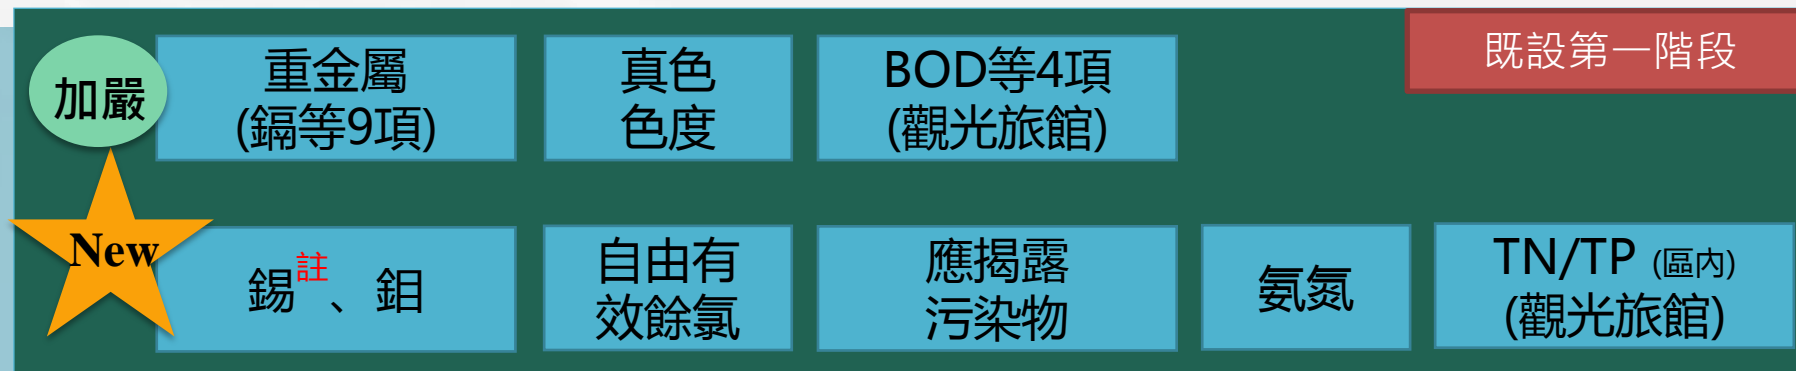 既設第一階段
加嚴
重金屬
(鎘等9項)
真色
色度
BOD等4項
(觀光旅館)
New
錫註、鉬
自由有
效餘氯
應揭露
污染物
氨氮
TN/TP (區內)
(觀光旅館)